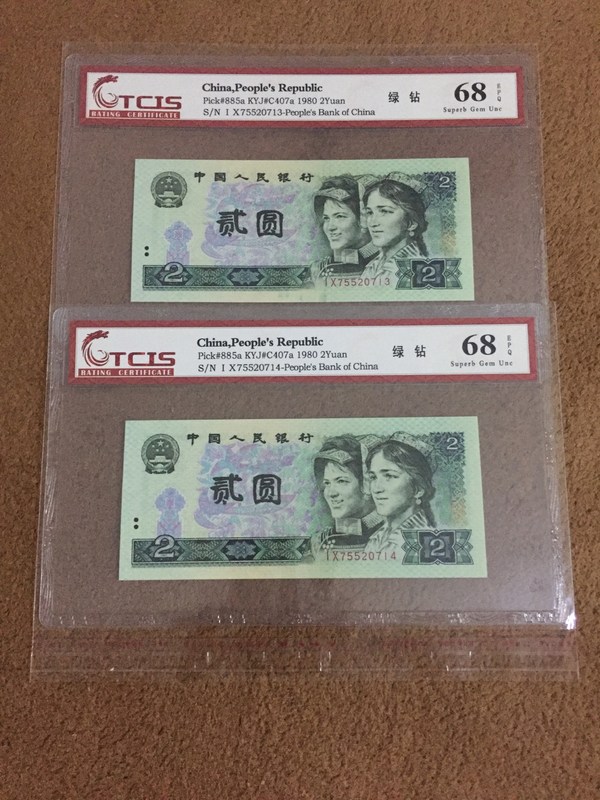 TCIS
RATING CERTIFICATE
China,People's Republic
Pick#885a KYJ#C407a 1980 2Yuan
S/N I X75520713-People's Bank of China
绿 钻
68
EPQ
Superb Gem Unc
中国人民银行
2
贰圆
2
IX75520713
2
TCIS
RATING CERTIFICATE
China,People's Republic
Pick#885a KYJ#C407a 1980 2Yuan
S/N I X75520714-People's Bank of China
绿 钻
68
EPQ
Superb Gem Unc
中国人民银行
2
贰圆
2
IX75520714
2